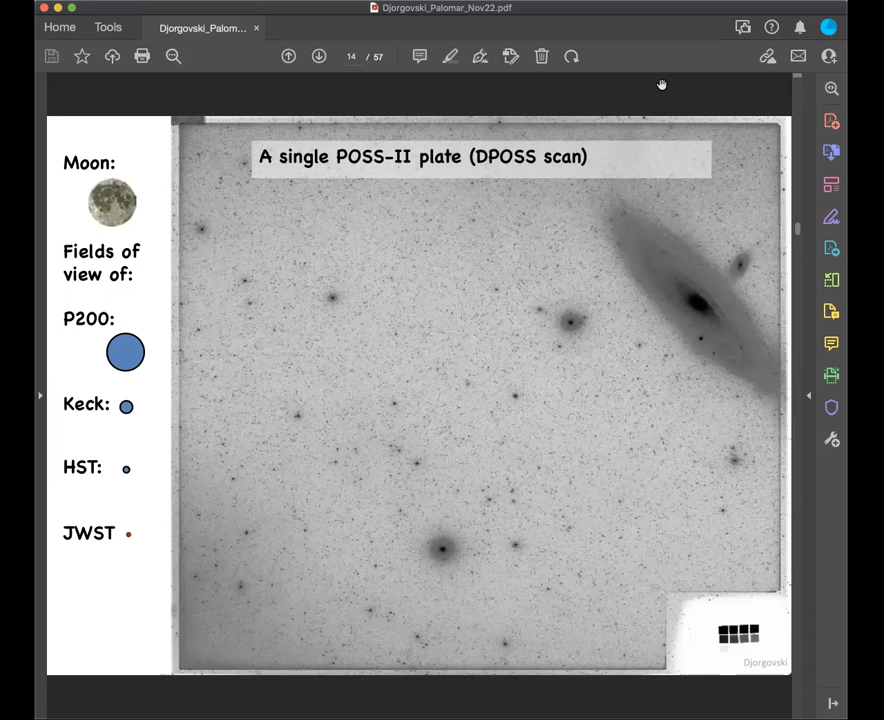 Djorgovski_Palomar_Nov22.pdf
Home
Tools
Djorgovski_Palom...
14 / 57
A single POSS-II plate (DPOSS scan)
Moon:
Fields of
view of:
P200:
Keck:
HST:
JWST
Djorgovski